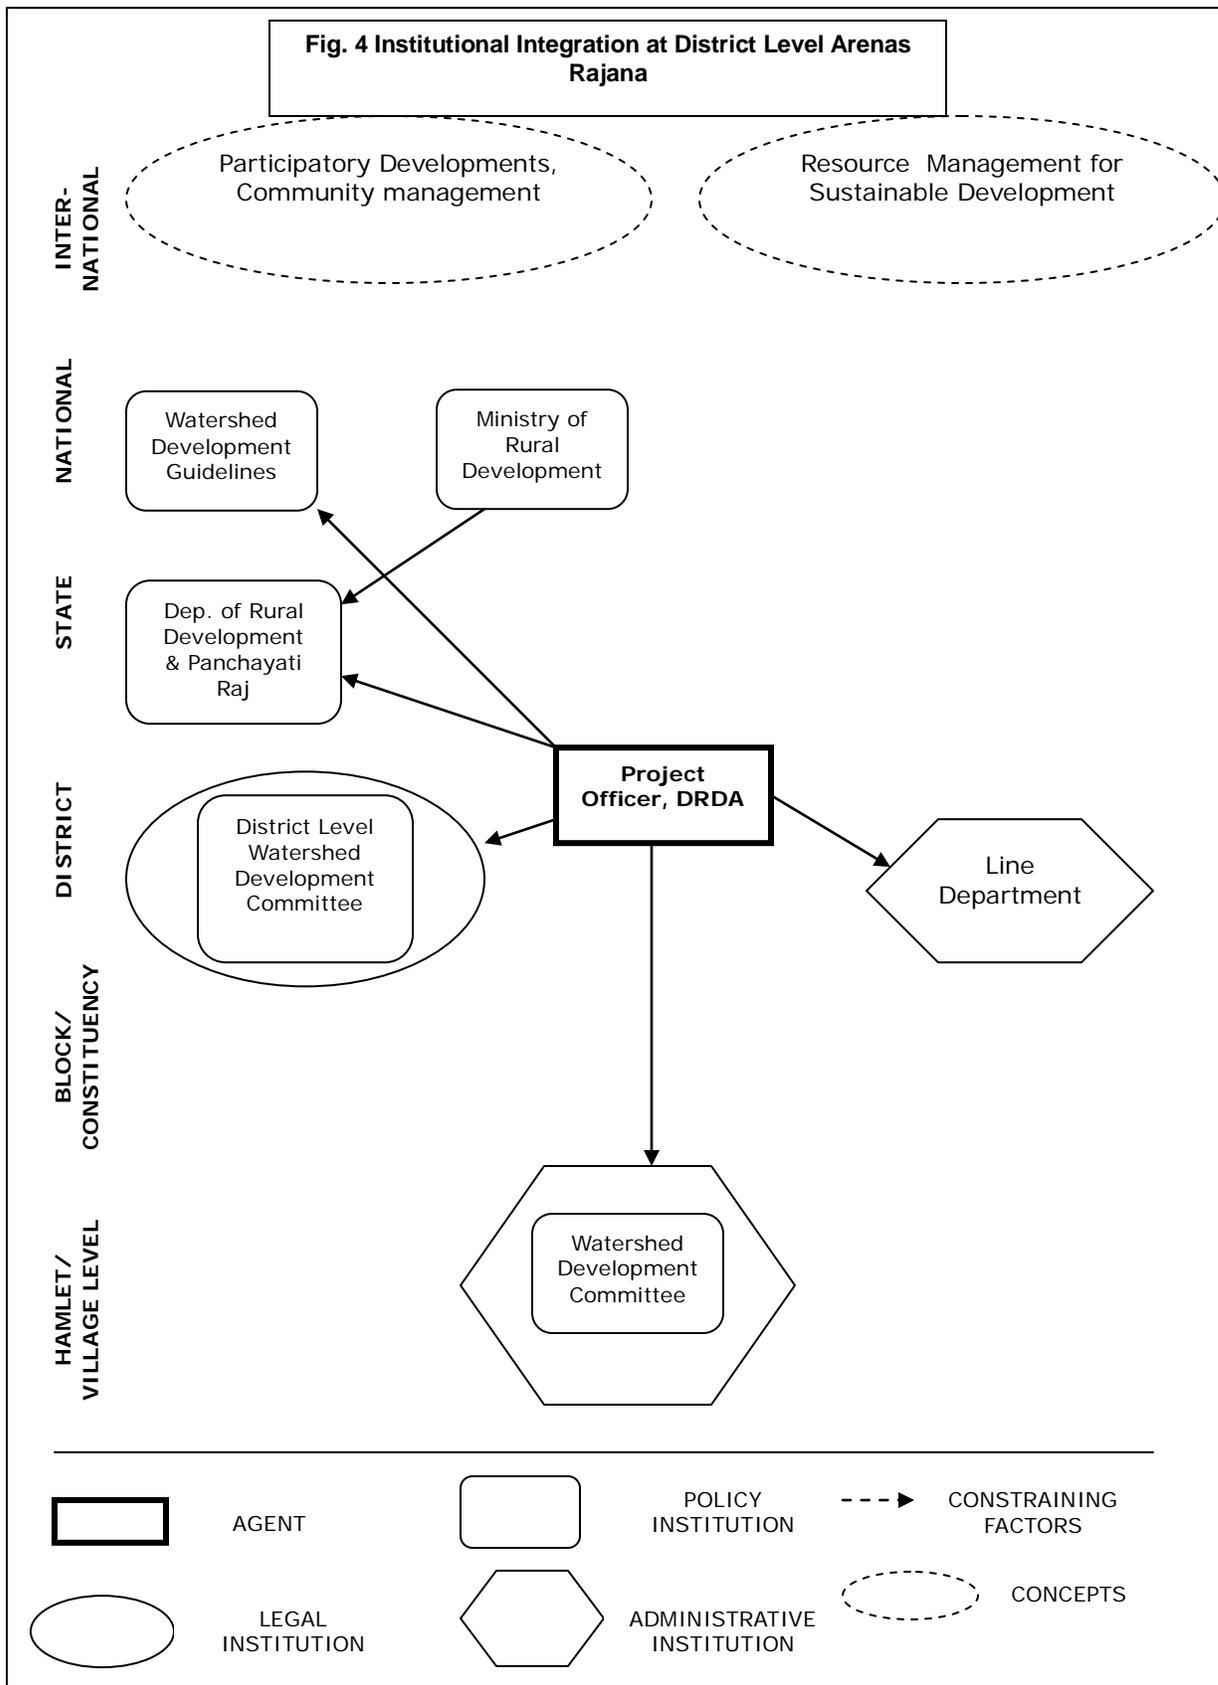 Fig. 4 Institutional Integration at District Level Arenas
Rajana
INTER-
NATIONAL
Participatory Developments,
Community management
Resource Management for
Sustainable Development
NATIONAL
Watershed
Development
Guidelines
Ministry of
Rural
Development
STATE
Dep. of Rural
Development
& Panchayati
Raj
Project
Officer, DRDA
DISTRICT
District Level
Watershed
Development
Committee
Line
Department
BLOCK/
CONSTITUENCY
HAMLET/
VILLAGE LEVEL
Watershed
Development
Committee
AGENT
POLICY
INSTITUTION
CONSTRAINING
FACTORS
LEGAL
INSTITUTION
ADMINISTRATIVE
INSTITUTION
CONCEPTS